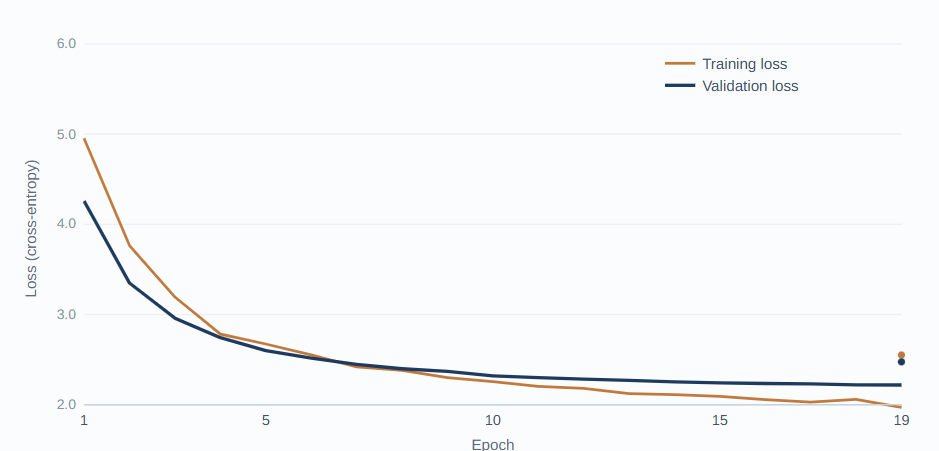 6.0
Training loss
Validation loss
5.0
4.0
3.0
2.0
Loss (cross-entropy)
1 5 10 15 19
Epoch